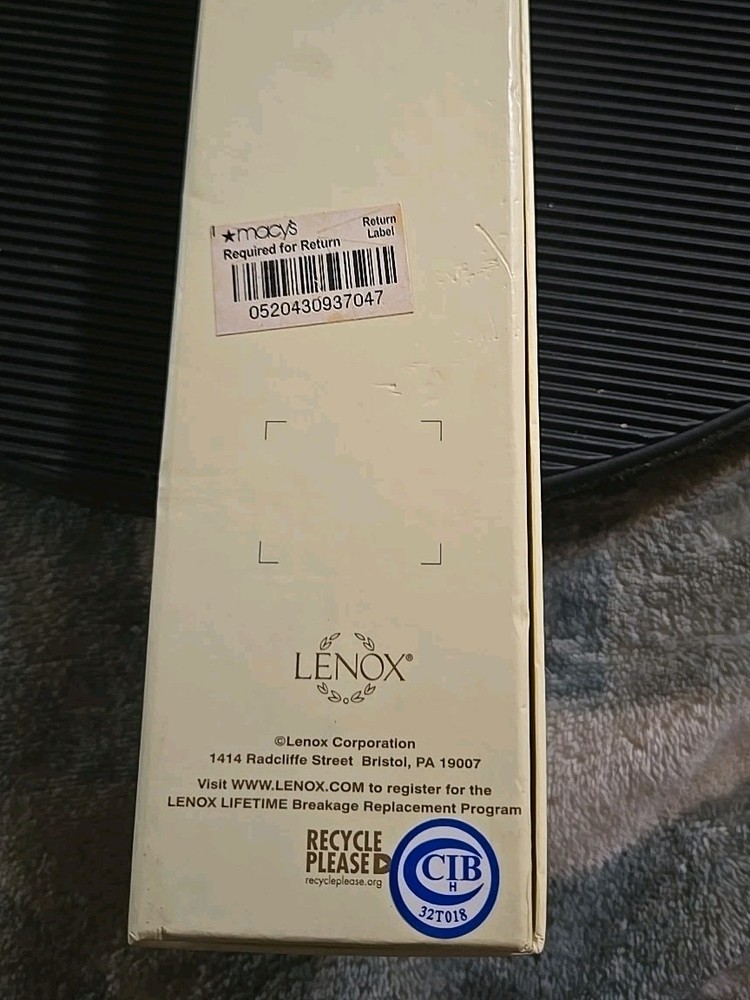 ★macy's
Return
Label
Required for Return
0520430937047
LENOX®
©Lenox Corporation
1414 Radcliffe Street Bristol, PA 19007
Visit WWW.LENOX.COM to register for the
LENOX LIFETIME Breakage Replacement Program
RECYCLE
PLEASE
recycleplease.org
CIB
H
32T018